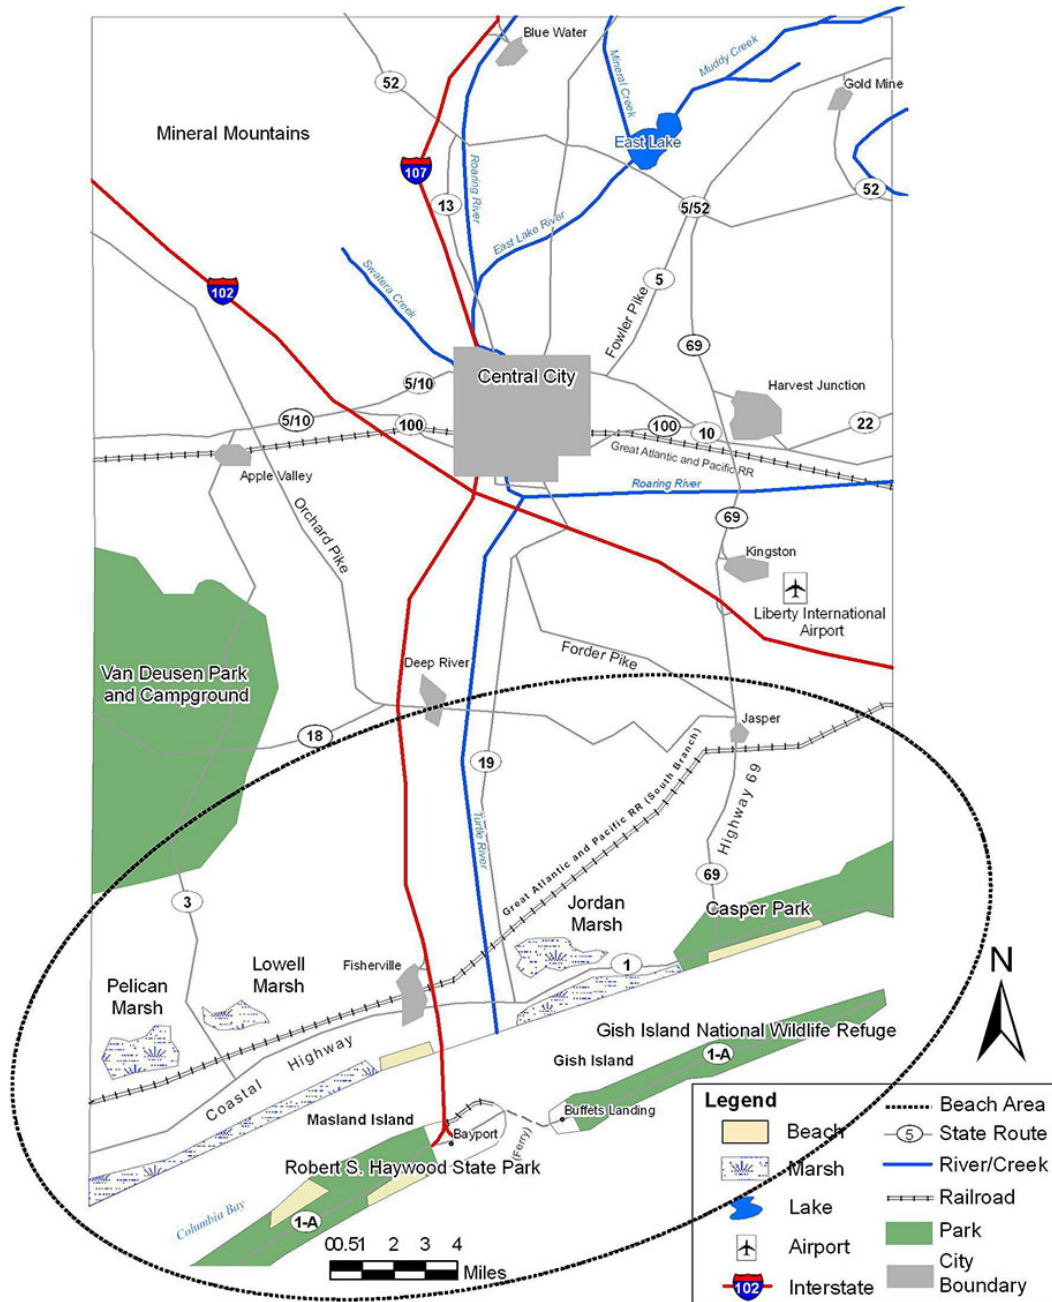 Blue Water
52
Mineral Creek
Muddy Creek
Gold Mine
Mineral Mountains
East Lake
107
Roaring River
13
5/52
52
East Lake River
Swatera Creek
102
5
Fowler Pike
69
Central City
5/10
Harvest Junction
5/10
100
100
10
22
Great Atlantic and Pacific RR
Apple Valley
Roaring River
Orchard Pike
69
Kingston
Liberty International
Airport
Forder Pike
Deep River
Van Deusen Park
and Campground
Jasper
18
19
Great Atlantic and Pacific RR (South Branch)
Highway 69
Turtle River
69
3
Jordan
Marsh
Casper Park
Lowell
Marsh
Fisherville
1
Pelican
Marsh
N
Gish Island National Wildlife Refuge
Coastal Highway
Gish Island
1-A
Masland Island
Buffets Landing
Bayport
(Ferry)
Robert S. Haywood State Park
Columbia Bay
1-A
00.51 2 3 4
Miles
Legend
Beach
Marsh
Lake
Airport
102
Interstate
Beach Area
5
State Route
River/Creek
Railroad
Park
City
Boundary